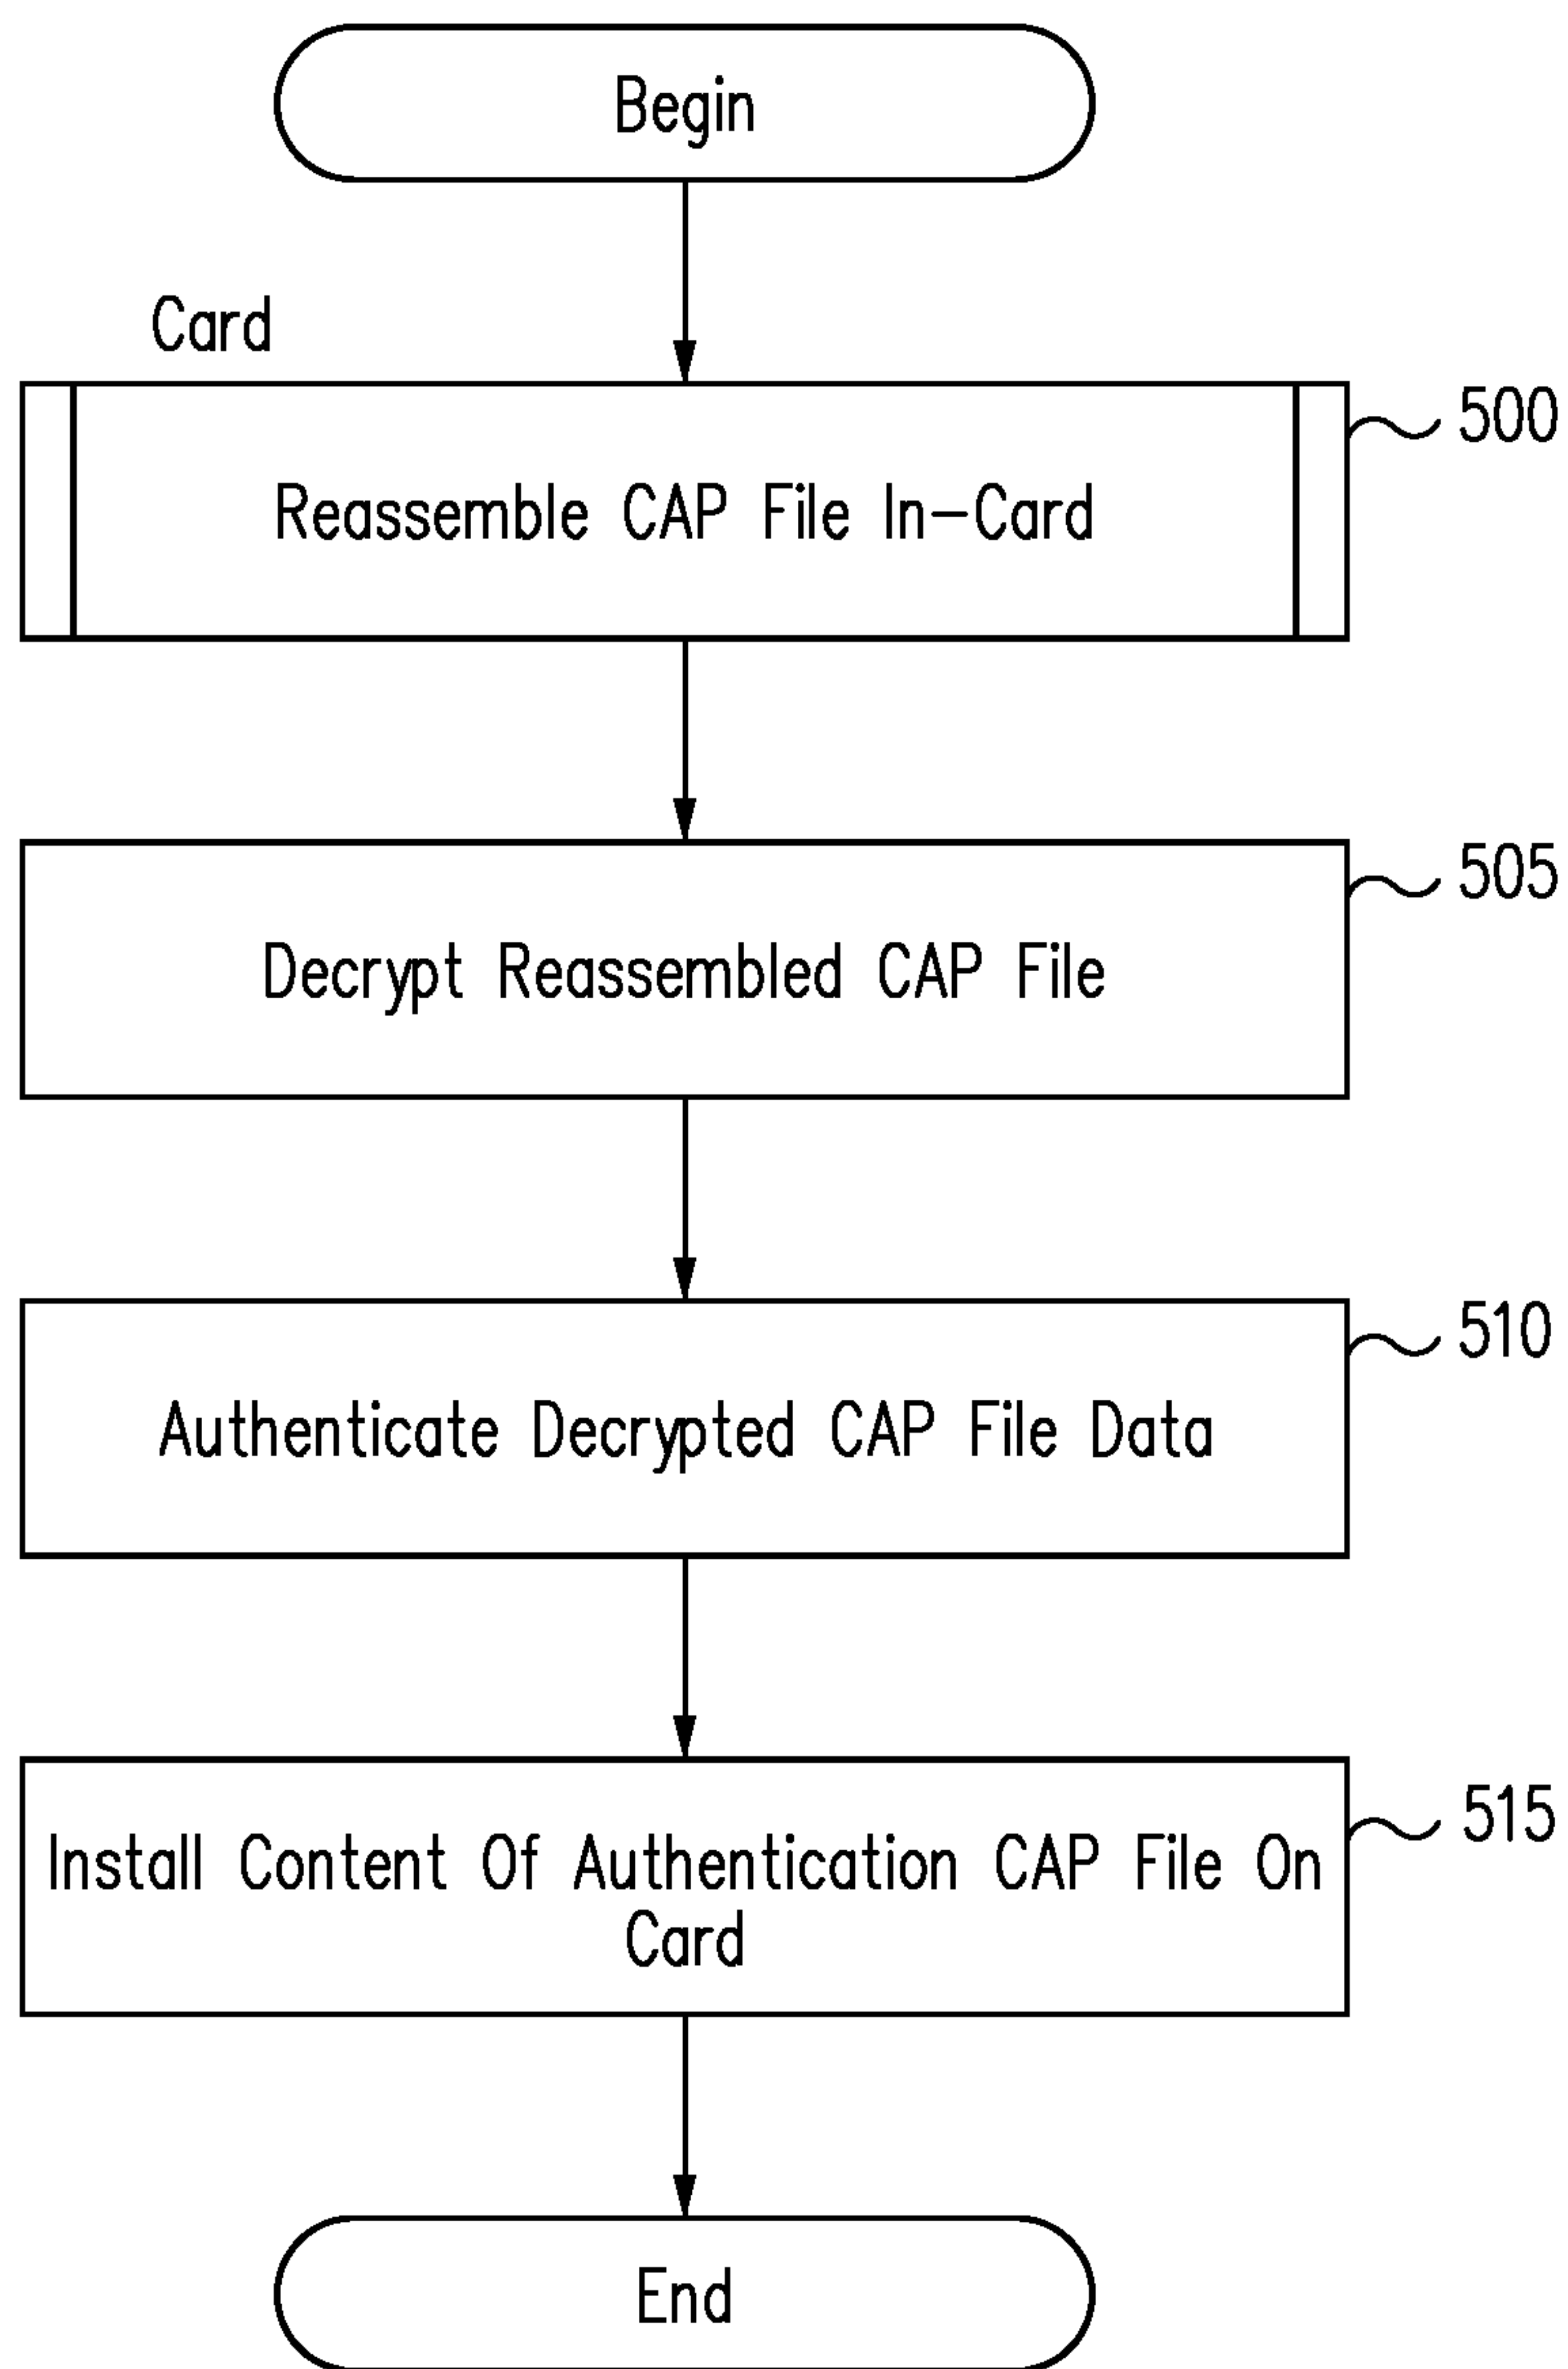 Begin
Card
500
Reassemble CAP File In-Card
505
Decrypt Reassembled CAP File
510
Authenticate Decrypted CAP File Data
515
Install Content Of Authentication CAP File On
Card
End